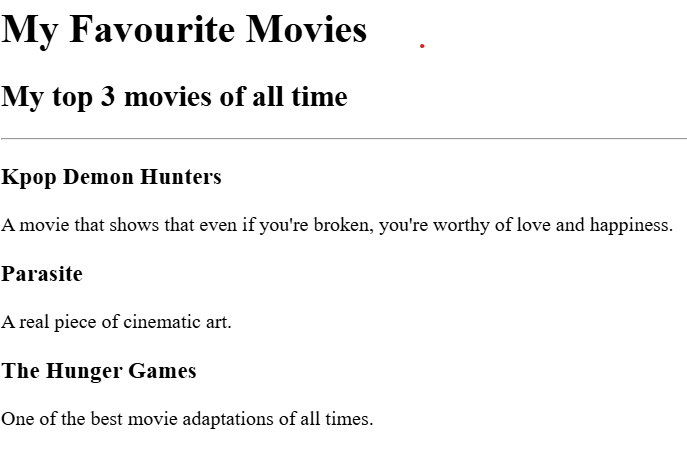 My Favourite Movies
My top 3 movies of all time
Kpop Demon Hunters
A movie that shows that even if you're broken, you're worthy of love and happiness.
Parasite
A real piece of cinematic art.
The Hunger Games
One of the best movie adaptations of all times.